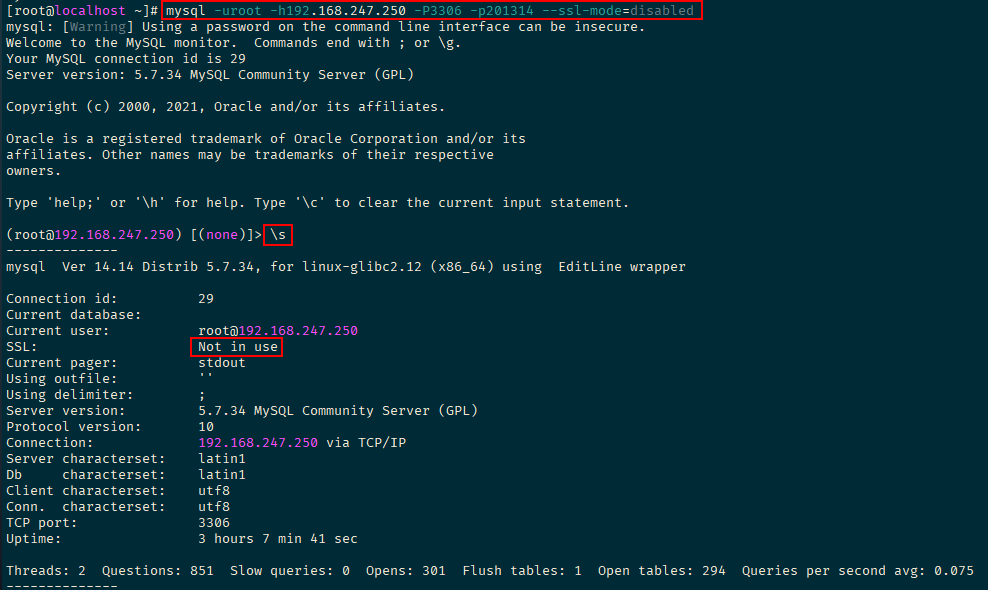 [root@localhost ~]# mysql -uroot -h192.168.247.250 -P3306 -p201314 --ssl-mode=disabled
mysql: [Warning] Using a password on the command line interface can be insecure.
Welcome to the MySQL monitor.  Commands end with ; or \g.
Your MySQL connection id is 29
Server version: 5.7.34 MySQL Community Server (GPL)

Copyright (c) 2000, 2021, Oracle and/or its affiliates.

Oracle is a registered trademark of Oracle Corporation and/or its
affiliates. Other names may be trademarks of their respective
owners.

Type 'help;' or '\h' for help. Type '\c' to clear the current input statement.

(root@192.168.247.250) [(none)]> \s
--------------
mysql  Ver 14.14 Distrib 5.7.34, for linux-glibc2.12 (x86_64) using  EditLine wrapper

Connection id:          29
Current database:
Current user:           root@192.168.247.250
SSL:                    Not in use
Current pager:          stdout
Using outfile:          ''
Using delimiter:        ;
Server version:         5.7.34 MySQL Community Server (GPL)
Protocol version:       10
Connection:             192.168.247.250 via TCP/IP
Server characterset:    latin1
Db     characterset:    latin1
Client characterset:    utf8
Conn.  characterset:    utf8
TCP port:               3306
Uptime:                 3 hours 7 min 41 sec

Threads: 2  Questions: 851  Slow queries: 0  Opens: 301  Flush tables: 1  Open tables: 294  Queries per second avg: 0.075
--------------